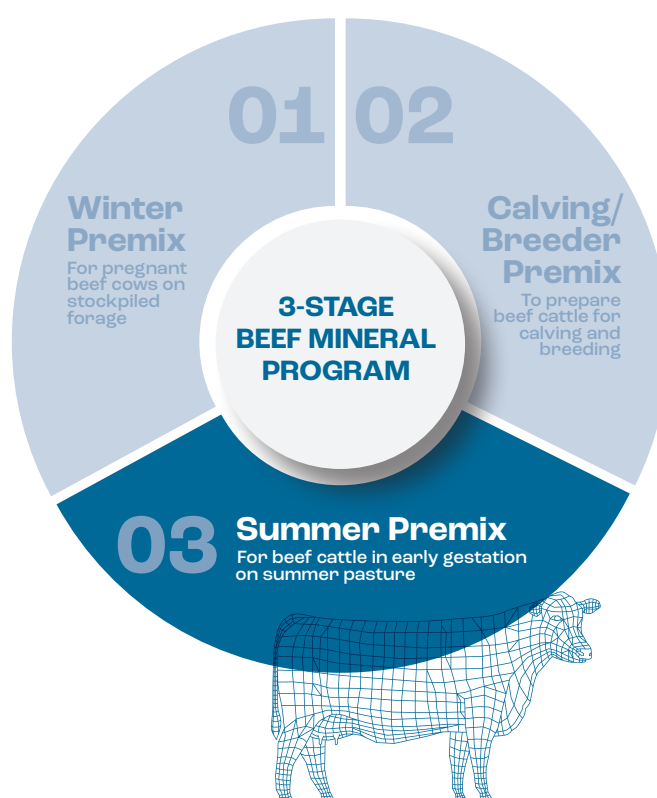 01
Winter
Premix
For pregnant
beef cows on
stockpiled
forage
02
Calving/
Breeder
Premix
To prepare
beef cattle for
calving and
breeding
3-STAGE
BEEF MINERAL
PROGRAM
03
Summer Premix
For beef cattle in early gestation
on summer pasture